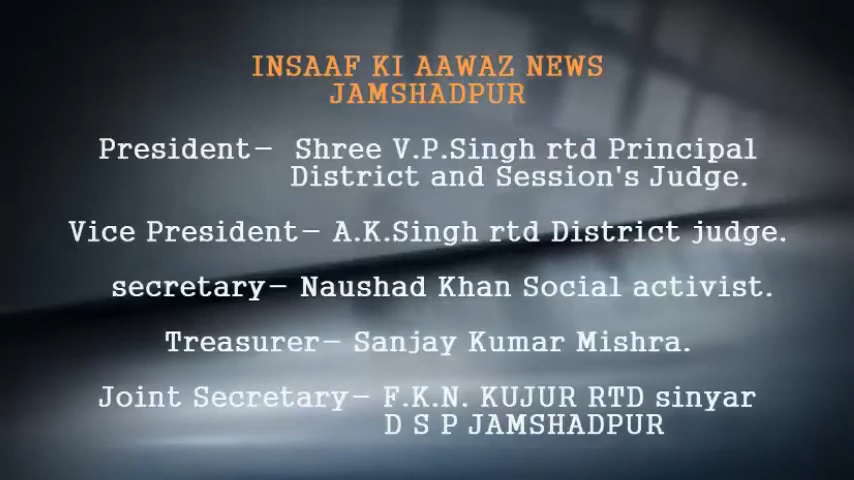 INSAAF KI AAWAZ NEWS
JAMSHADPUR
President- Shree V.P.Singh rtd Principal
District and Session's Judge.
Vice President- A.K.Singh rtd District judge.
secretary- Naushad Khan Social activist.
Treasurer- Sanjay Kumar Mishra.
Joint Secretary- F.K.N. KUJUR RTD sinyar
D S P JAMSHADPUR